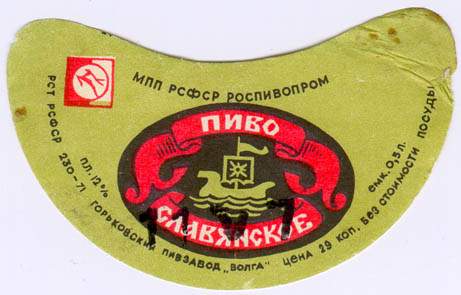 МПП РСФСР РОСПИВОПРОМ
РСТ РСФСР 230-71
ПЛ. 12%
ПИВО
СЛАВЯНСКОЕ
ГОРЬКОВСКИЙ ПИВЗАВОД „ВОЛГА"
ЦЕНА 29 КОП. БЕЗ СТОИМОСТИ ПОСУДЫ
ЕМК. 0,5 Л.